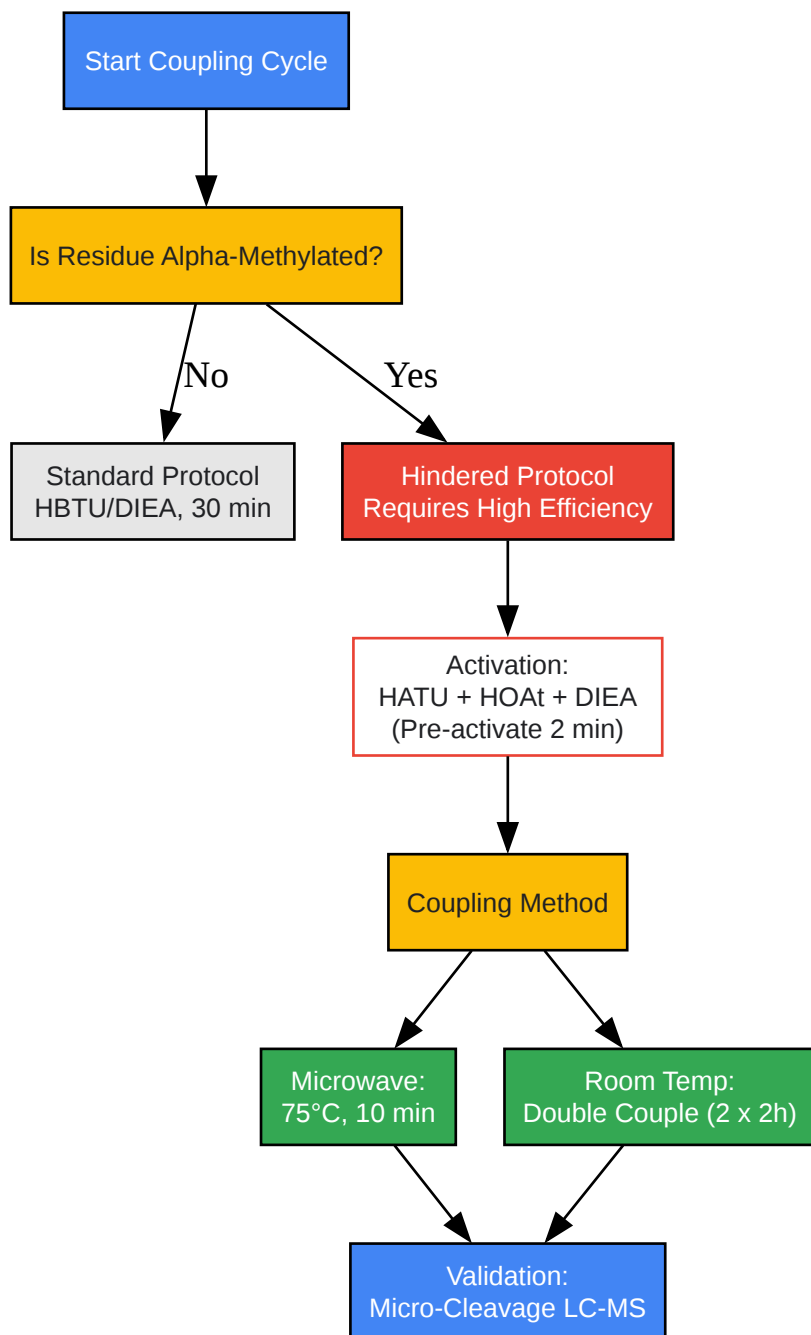 Start Coupling Cycle
Is Residue Alpha-Methylated?
No
Yes
Standard Protocol
HBTU/DIEA, 30 min
Hindered Protocol
Requires High Efficiency
Activation:
HATU + HOAt + DIEA
(Pre-activate 2 min)
Coupling Method
Microwave:
75°C, 10 min
Room Temp:
Double Couple (2 x 2h)
Validation:
Micro-Cleavage LC-MS